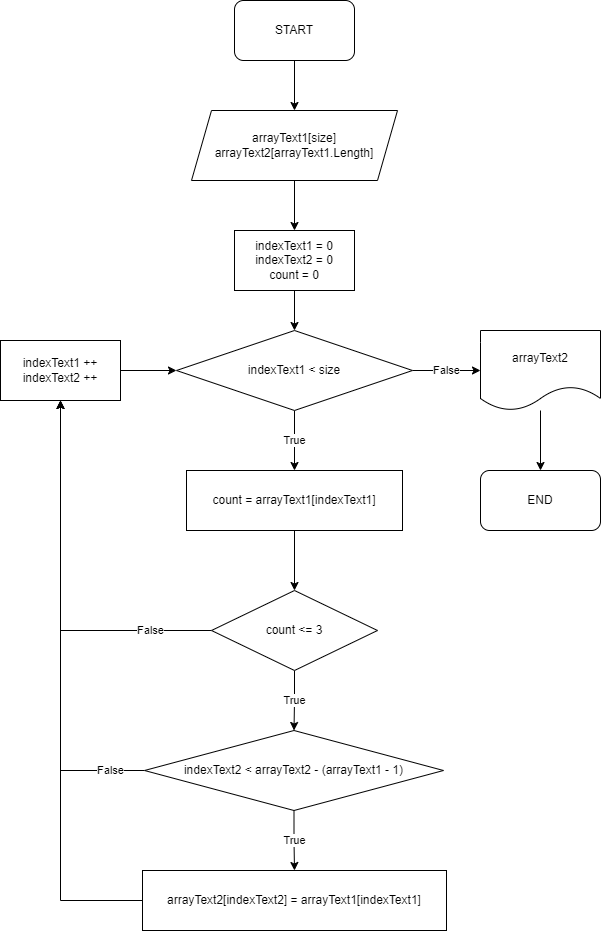 START
arrayText1[size]
arrayText2[arrayText1.Length]
indexText1 = 0
indexText2 = 0
count = 0
indexText1 ++
indexText2 ++
indexText1 < size
False
arrayText2
True
count = arrayText1[indexText1]
END
count <= 3
False
True
indexText2 < arrayText2 - (arrayText1 - 1)
False
True
arrayText2[indexText2] = arrayText1[indexText1]